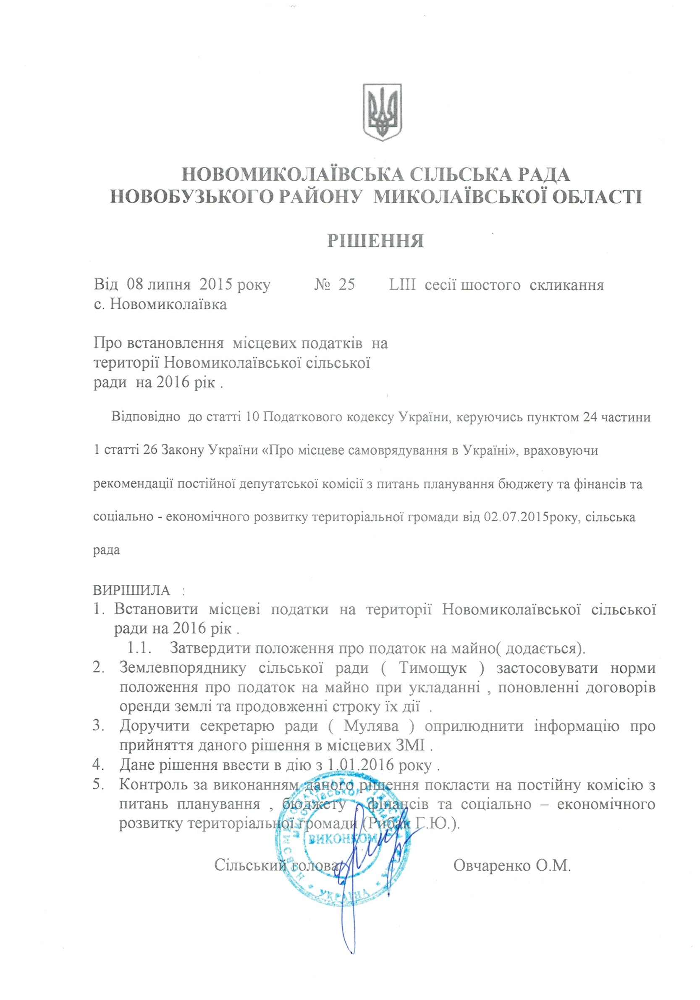 НОВОМИКОЛАЇВСЬКА СІЛЬСЬКА РАДА
НОВОБУЗЬКОГО РАЙОНУ МИКОЛАЇВСЬКОЇ ОБЛАСТІ
РІШЕННЯ
Від 08 липня 2015 року № 25 LIII сесії шостого скликання
с. Новомиколаївка
Про встановлення місцевих податків на
території Новомиколаївської сільської
ради на 2016 рік .
Відповідно до статті 10 Податкового кодексу України, керуючись пунктом 24 частини
1 статті 26 Закону України «Про місцеве самоврядування в Україні», враховуючи
рекомендації постійної депутатської комісії з питань планування бюджету та фінансів та
соціально - економічного розвитку територіальної громади від 02.07.2015року, сільська
рада
ВИРІШИЛА :
1. Встановити місцеві податки на території Новомиколаївської сільської
ради на 2016 рік .
1.1. Затвердити положення про податок на майно( додається).
2. Землевпоряднику сільської ради ( Тимощук ) застосовувати норми
положення про податок на майно при укладанні , поновленні договорів
оренди землі та продовженні строку їх дії .
3. Доручити секретарю ради ( Мулява ) оприлюднити інформацію про
прийняття даного рішення в місцевих ЗМІ .
4. Дане рішення ввести в дію з 1.01.2016 року .
5. Контроль за виконанням даного рішення покласти на постійну комісію з
питань планування , бюджету , фінансів та соціально – економічного
розвитку територіальної громади (Рибак Г.Ю.).
Сільський голова Овчаренко О.М.
НОВОМИКОЛАЇВСЬКА СІЛЬСЬКА РАДА
МИКОЛАЇВСЬКОЇ ОБЛАСТІ
ВИКОНКОМ
УКРАЇНА